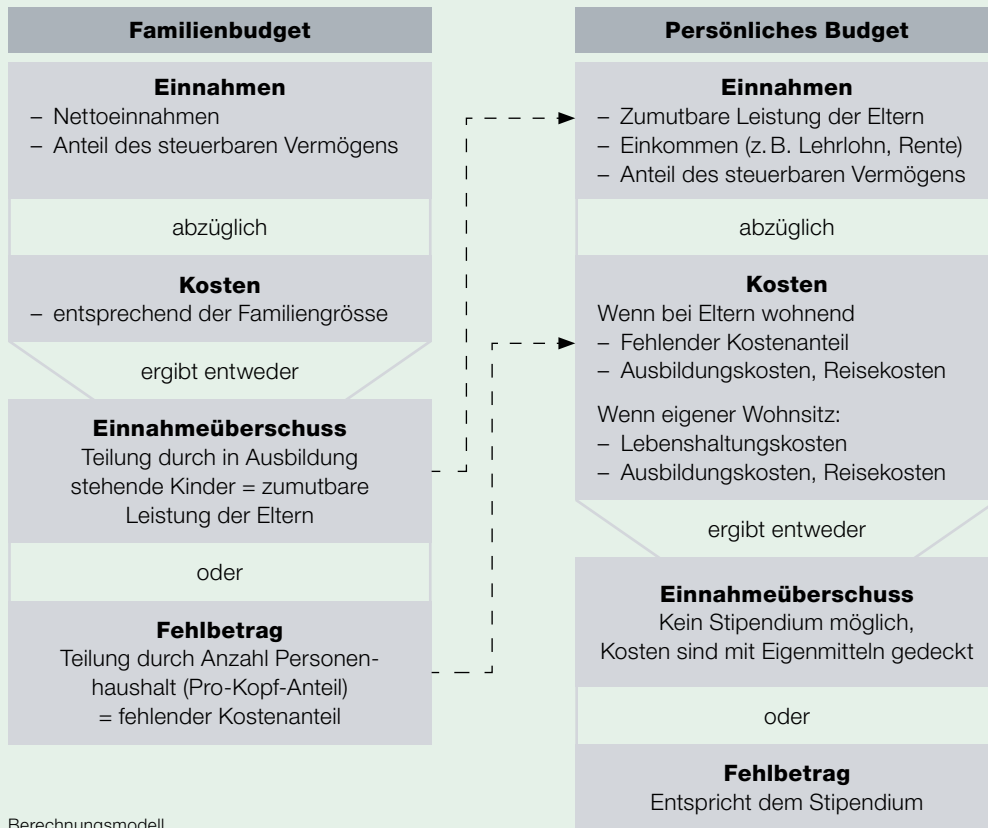 Familienbudget
Einnahmen
– Nettoeinnahmen
– Anteil des steuerbaren Vermögens
abzüglich
Kosten
– entsprechend der Familiengrösse
ergibt entweder
Einnahmeüberschuss
Teilung durch in Ausbildung
stehende Kinder = zumutbare
Leistung der Eltern
oder
Fehlbetrag
Teilung durch Anzahl Personen-
haushalt (Pro-Kopf-Anteil)
= fehlender Kostenanteil
Persönliches Budget
Einnahmen
– Zumutbare Leistung der Eltern
– Einkommen (z. B. Lehrlohn, Rente)
– Anteil des steuerbaren Vermögens
abzüglich
Kosten
Wenn bei Eltern wohnend
– Fehlender Kostenanteil
– Ausbildungskosten, Reisekosten
Wenn eigener Wohnsitz:
– Lebenshaltungskosten
– Ausbildungskosten, Reisekosten
ergibt entweder
Einnahmeüberschuss
Kein Stipendium möglich,
Kosten sind mit Eigenmitteln gedeckt
oder
Fehlbetrag
Entspricht dem Stipendium
Berechnungsmodell